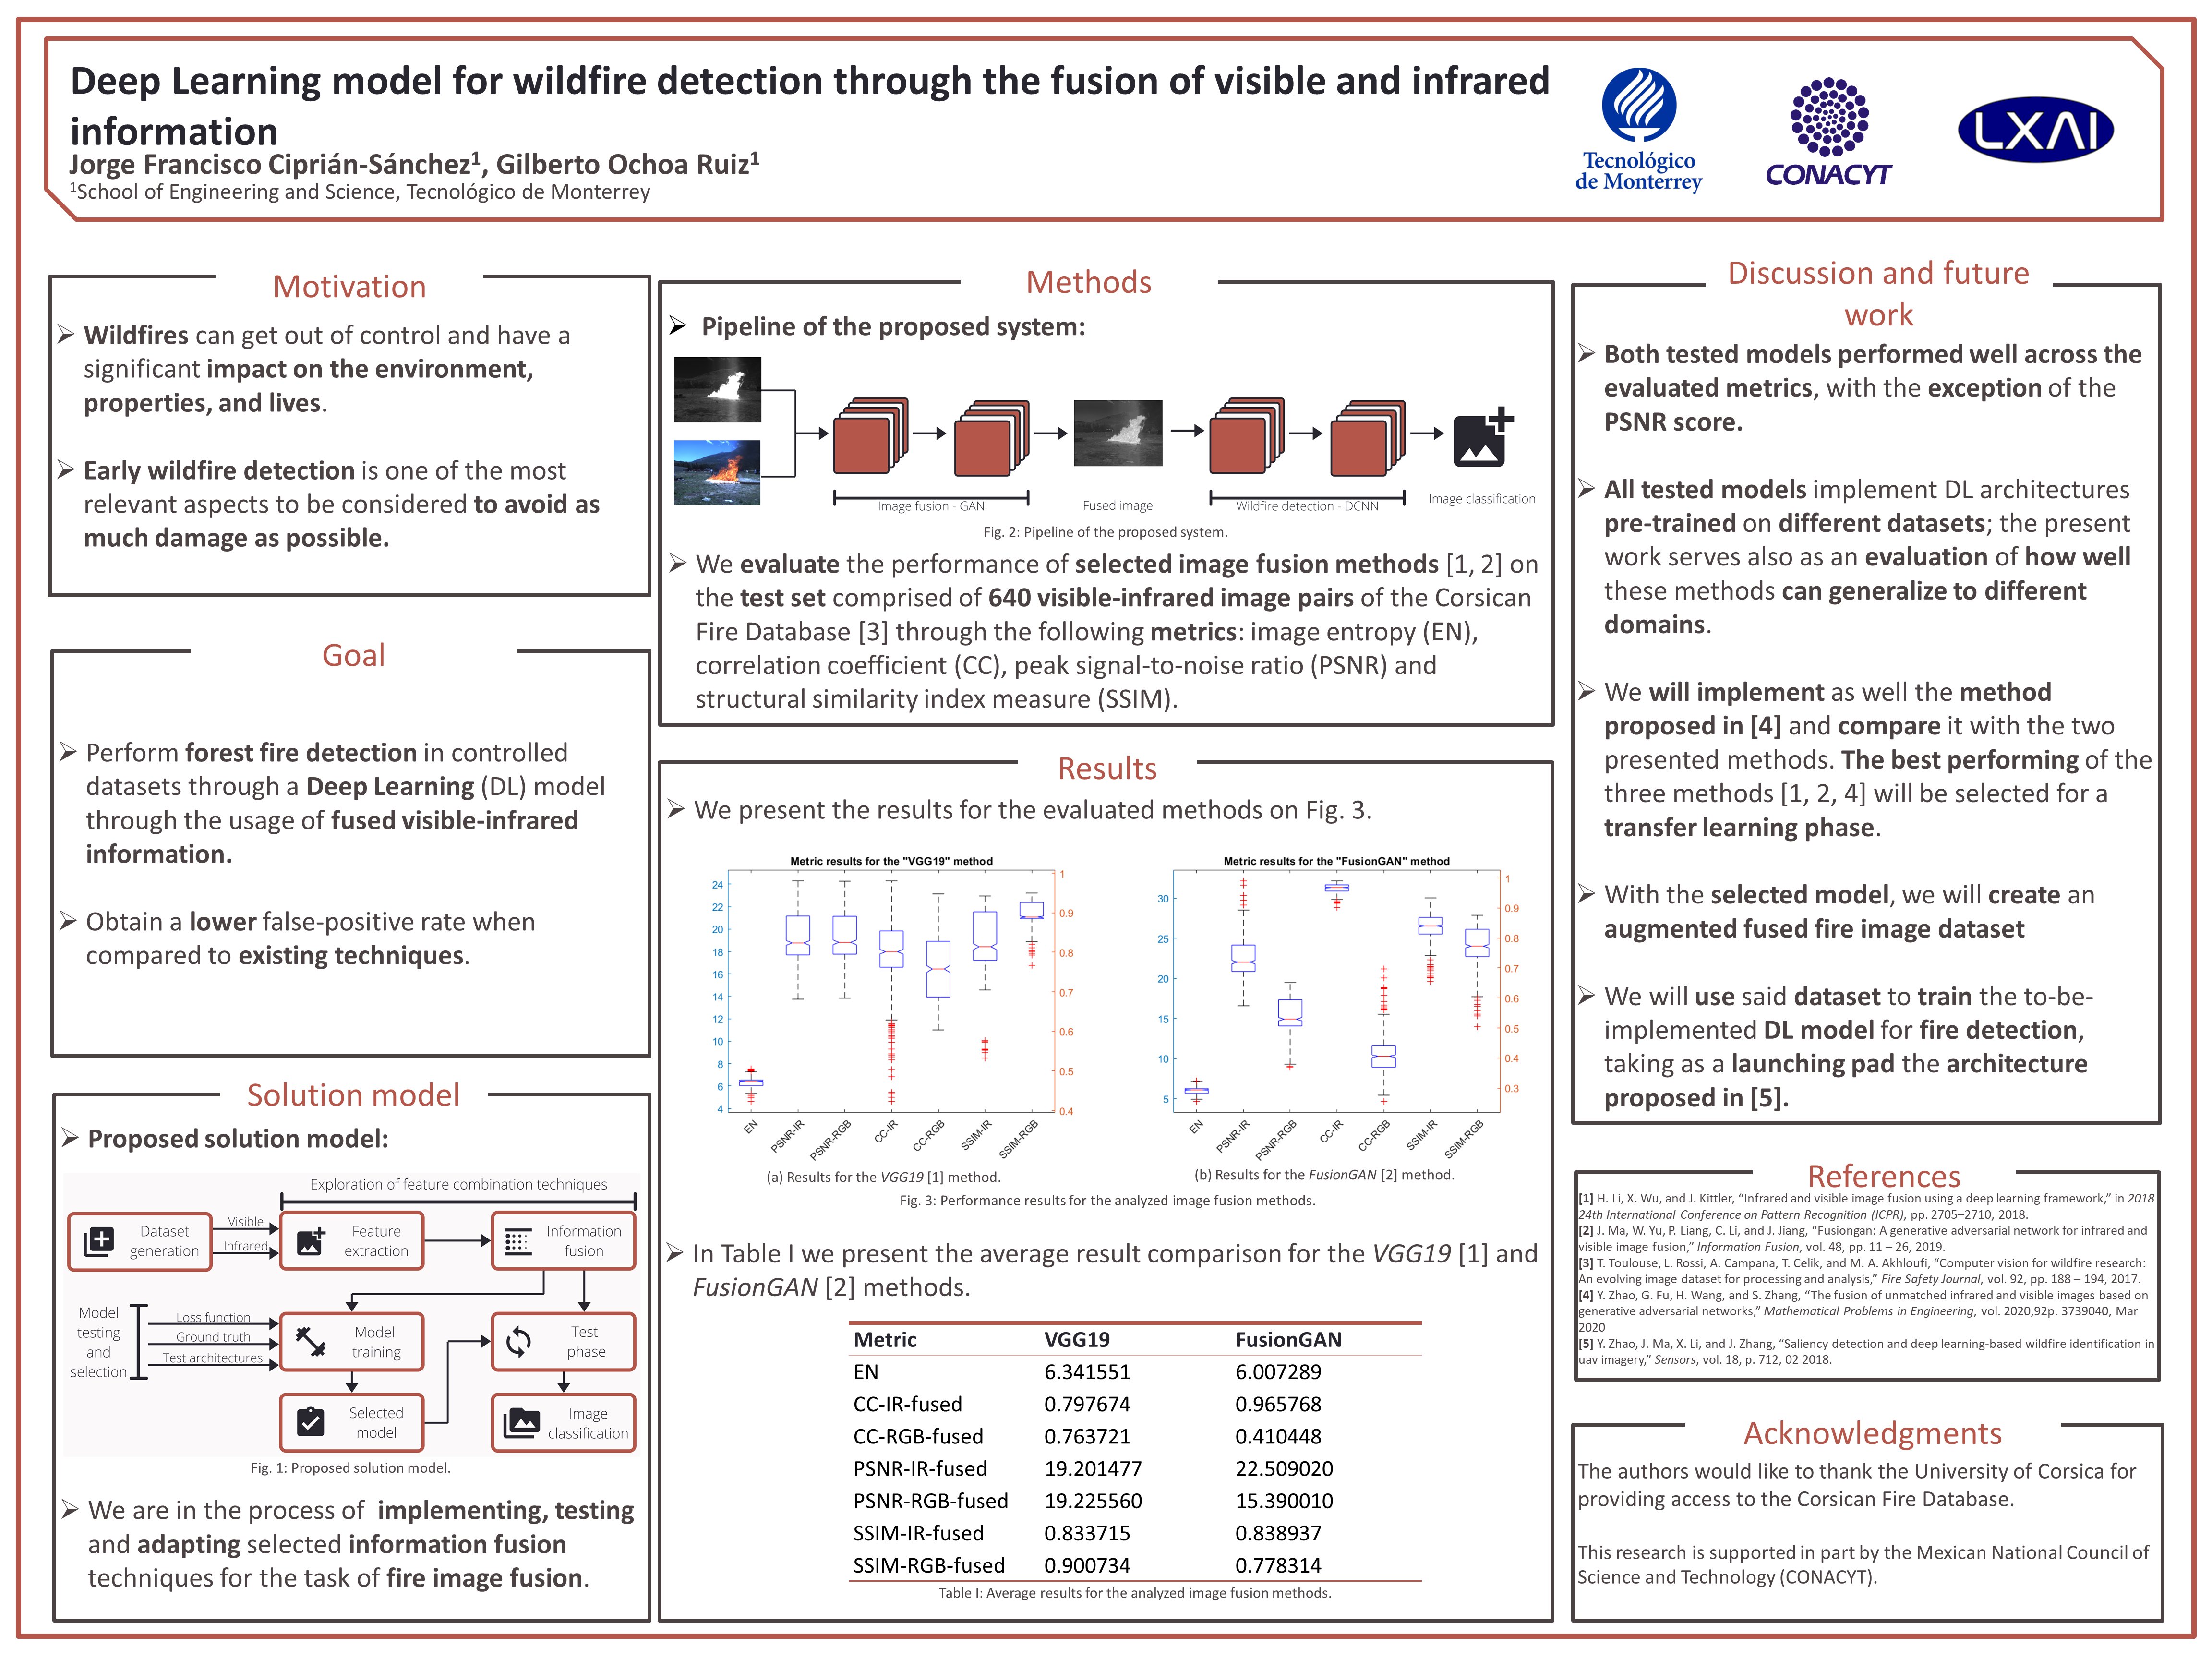 Deep Learning model for wildfire detection through the fusion of visible and infrared
information
Jorge Francisco Ciprián-Sánchez¹, Gilberto Ochoa Ruiz¹
¹School of Engineering and Science, Tecnológico de Monterrey
Tecnológico
de Monterrey
CONACYT
LXAI
Motivation
➢ Wildfires can get out of control and have a
significant impact on the environment,
properties, and lives.
➢ Early wildfire detection is one of the most
relevant aspects to be considered to avoid as
much damage as possible.
Goal
➢ Perform forest fire detection in controlled
datasets through a Deep Learning (DL) model
through the usage of fused visible-infrared
information.
➢ Obtain a lower false-positive rate when
compared to existing techniques.
Solution model
➢ Proposed solution model:
Exploration of feature combination techniques
Dataset
generation
Visible
Infrared
Feature
extraction
Information
fusion
Model
testing
and
selection
Loss function
Ground truth
Test architectures
Model
training
Test
phase
Selected
model
Image
classification
Fig. 1: Proposed solution model.
➢ We are in the process of implementing, testing
and adapting selected information fusion
techniques for the task of fire image fusion.
Methods
➢ Pipeline of the proposed system:
Image fusion - GAN
Fused image
Wildfire detection - DCNN
Image classification
Fig. 2: Pipeline of the proposed system.
➢ We evaluate the performance of selected image fusion methods [1, 2] on
the test set comprised of 640 visible-infrared image pairs of the Corsican
Fire Database [3] through the following metrics: image entropy (EN),
correlation coefficient (CC), peak signal-to-noise ratio (PSNR) and
structural similarity index measure (SSIM).
Results
➢ We present the results for the evaluated methods on Fig. 3.
Metric results for the "VGG19" method
24
22
20
18
16
14
12
10
8
6
4
1
0.9
0.8
0.7
0.6
0.5
0.4
EN
PSNR-IR
PSNR-RGB
CC-IR
CC-RGB
SSIM-IR
SSIM-RGB
(a) Results for the VGG19 [1] method.
Metric results for the "FusionGAN" method
30
25
20
15
10
5
1
0.9
0.8
0.7
0.6
0.5
0.4
0.3
EN
PSNR-IR
PSNR-RGB
CC-IR
CC-RGB
SSIM-IR
SSIM-RGB
(b) Results for the FusionGAN [2] method.
Fig. 3: Performance results for the analyzed image fusion methods.
➢ In Table I we present the average result comparison for the VGG19 [1] and
FusionGAN [2] methods.
Metric VGG19 FusionGAN
EN 6.341551 6.007289
CC-IR-fused 0.797674 0.965768
CC-RGB-fused 0.763721 0.410448
PSNR-IR-fused 19.201477 22.509020
PSNR-RGB-fused 19.225560 15.390010
SSIM-IR-fused 0.833715 0.838937
SSIM-RGB-fused 0.900734 0.778314
Table I: Average results for the analyzed image fusion methods.
Discussion and future
work
➢ Both tested models performed well across the
evaluated metrics, with the exception of the
PSNR score.
➢ All tested models implement DL architectures
pre-trained on different datasets; the present
work serves also as an evaluation of how well
these methods can generalize to different
domains.
➢ We will implement as well the method
proposed in [4] and compare it with the two
presented methods. The best performing of the
three methods [1, 2, 4] will be selected for a
transfer learning phase.
➢ With the selected model, we will create an
augmented fused fire image dataset
➢ We will use said dataset to train the to-be-
implemented DL model for fire detection,
taking as a launching pad the architecture
proposed in [5].
References
[1] H. Li, X. Wu, and J. Kittler, “Infrared and visible image fusion using a deep learning framework,” in 2018
24th International Conference on Pattern Recognition (ICPR), pp. 2705–2710, 2018.
[2] J. Ma, W. Yu, P. Liang, C. Li, and J. Jiang, “Fusiongan: A generative adversarial network for infrared and
visible image fusion,” Information Fusion, vol. 48, pp. 11 – 26, 2019.
[3] T. Toulouse, L. Rossi, A. Campana, T. Celik, and M. A. Akhloufi, “Computer vision for wildfire research:
An evolving image dataset for processing and analysis,” Fire Safety Journal, vol. 92, pp. 188 – 194, 2017.
[4] Y. Zhao, G. Fu, H. Wang, and S. Zhang, “The fusion of unmatched infrared and visible images based on
generative adversarial networks,” Mathematical Problems in Engineering, vol. 2020,92p. 3739040, Mar
2020
[5] Y. Zhao, J. Ma, X. Li, and J. Zhang, “Saliency detection and deep learning-based wildfire identification in
uav imagery,” Sensors, vol. 18, p. 712, 02 2018.
Acknowledgments
The authors would like to thank the University of Corsica for
providing access to the Corsican Fire Database.
This research is supported in part by the Mexican National Council of
Science and Technology (CONACYT).